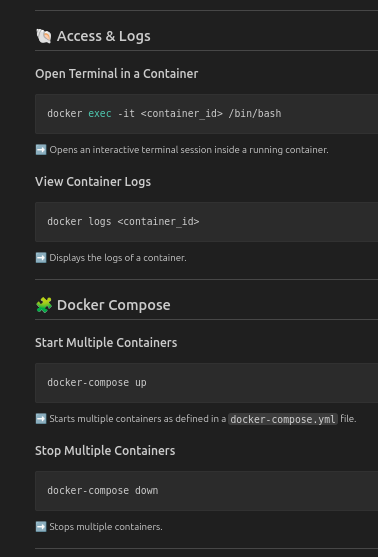 🐚 Access & Logs
Open Terminal in a Container
docker exec -it <container_id> /bin/bash
➡️ Opens an interactive terminal session inside a running container.
View Container Logs
docker logs <container_id>
➡️ Displays the logs of a container.
🧩 Docker Compose
Start Multiple Containers
docker-compose up
➡️ Starts multiple containers as defined in a docker-compose.yml file.
Stop Multiple Containers
docker-compose down
➡️ Stops multiple containers.